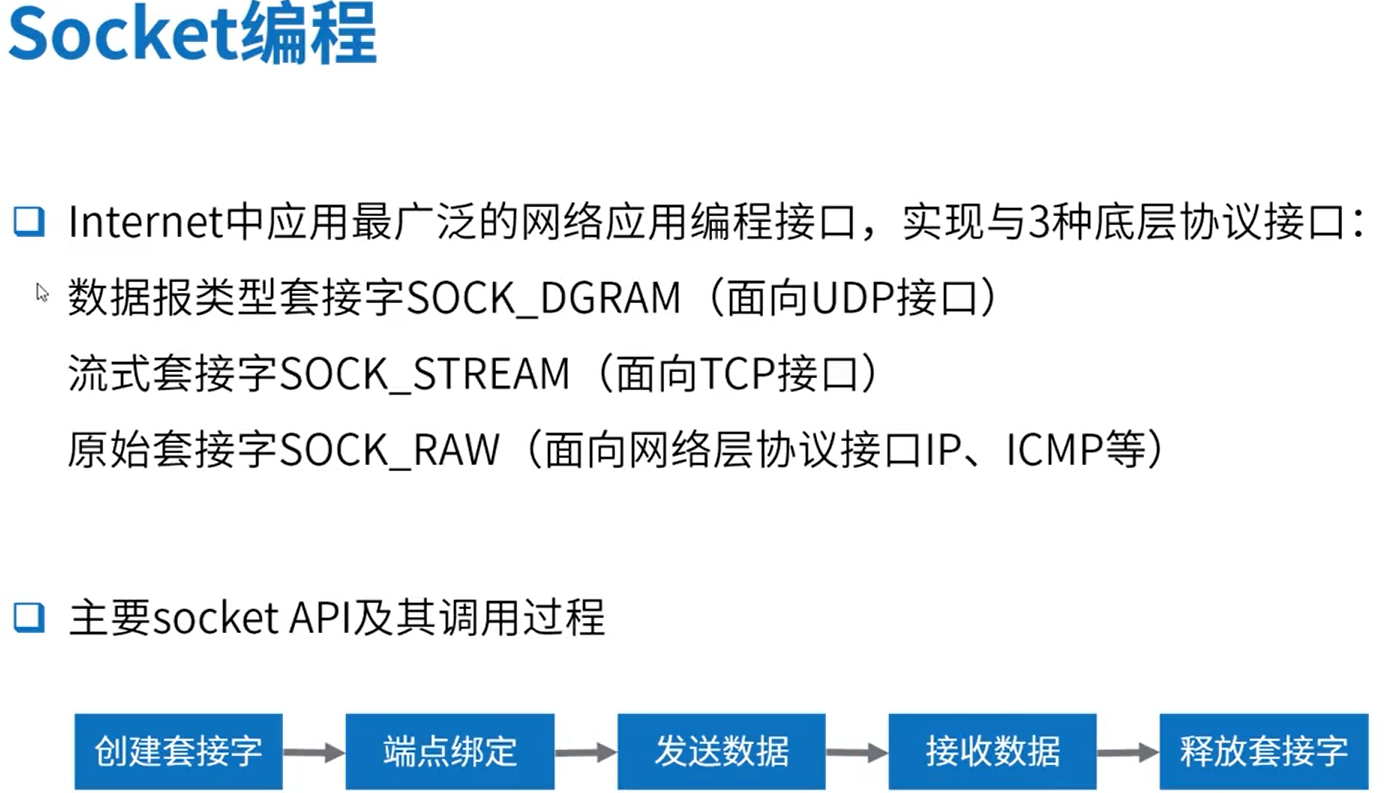 Socket编程
Internet中应用最广泛的网络应用编程接口，实现与3种底层协议接口：
数据报类型套接字SOCK_DGRAM（面向UDP接口）
流式套接字SOCK_STREAM（面向TCP接口）
原始套接字SOCK_RAW（面向网络层协议接口IP、ICMP等）
主要socket API及其调用过程
创建套接字
端点绑定
发送数据
接收数据
释放套接字